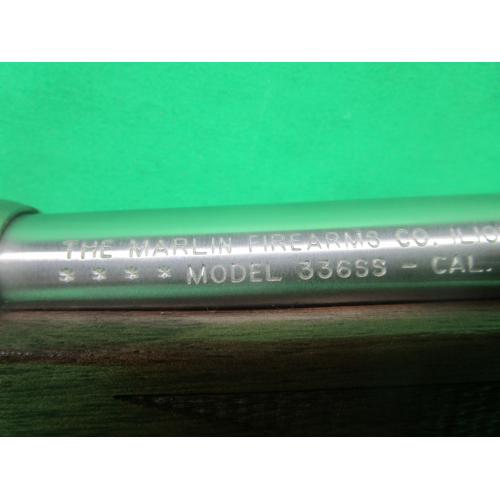 THE MARLIN FIREARMS CO.
* * * * MODEL 336SS - CAL.